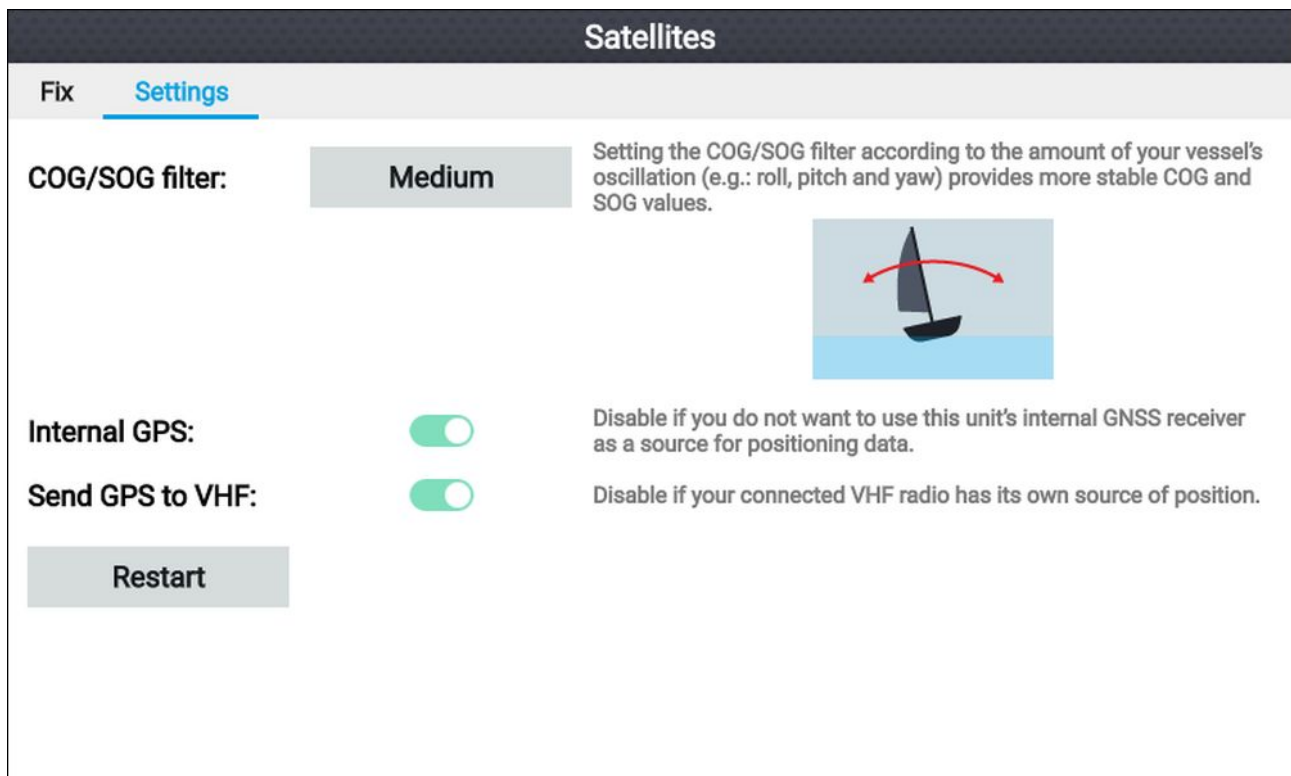 Satellites
Fix
Settings
COG/SOG filter:
Medium
Setting the COG/SOG filter according to the amount of your vessel's
oscillation (e.g.: roll, pitch and yaw) provides more stable COG and
SOG values.
Internal GPS:
Disable if you do not want to use this unit's internal GNSS receiver
as a source for positioning data.
Send GPS to VHF:
Disable if your connected VHF radio has its own source of position.
Restart